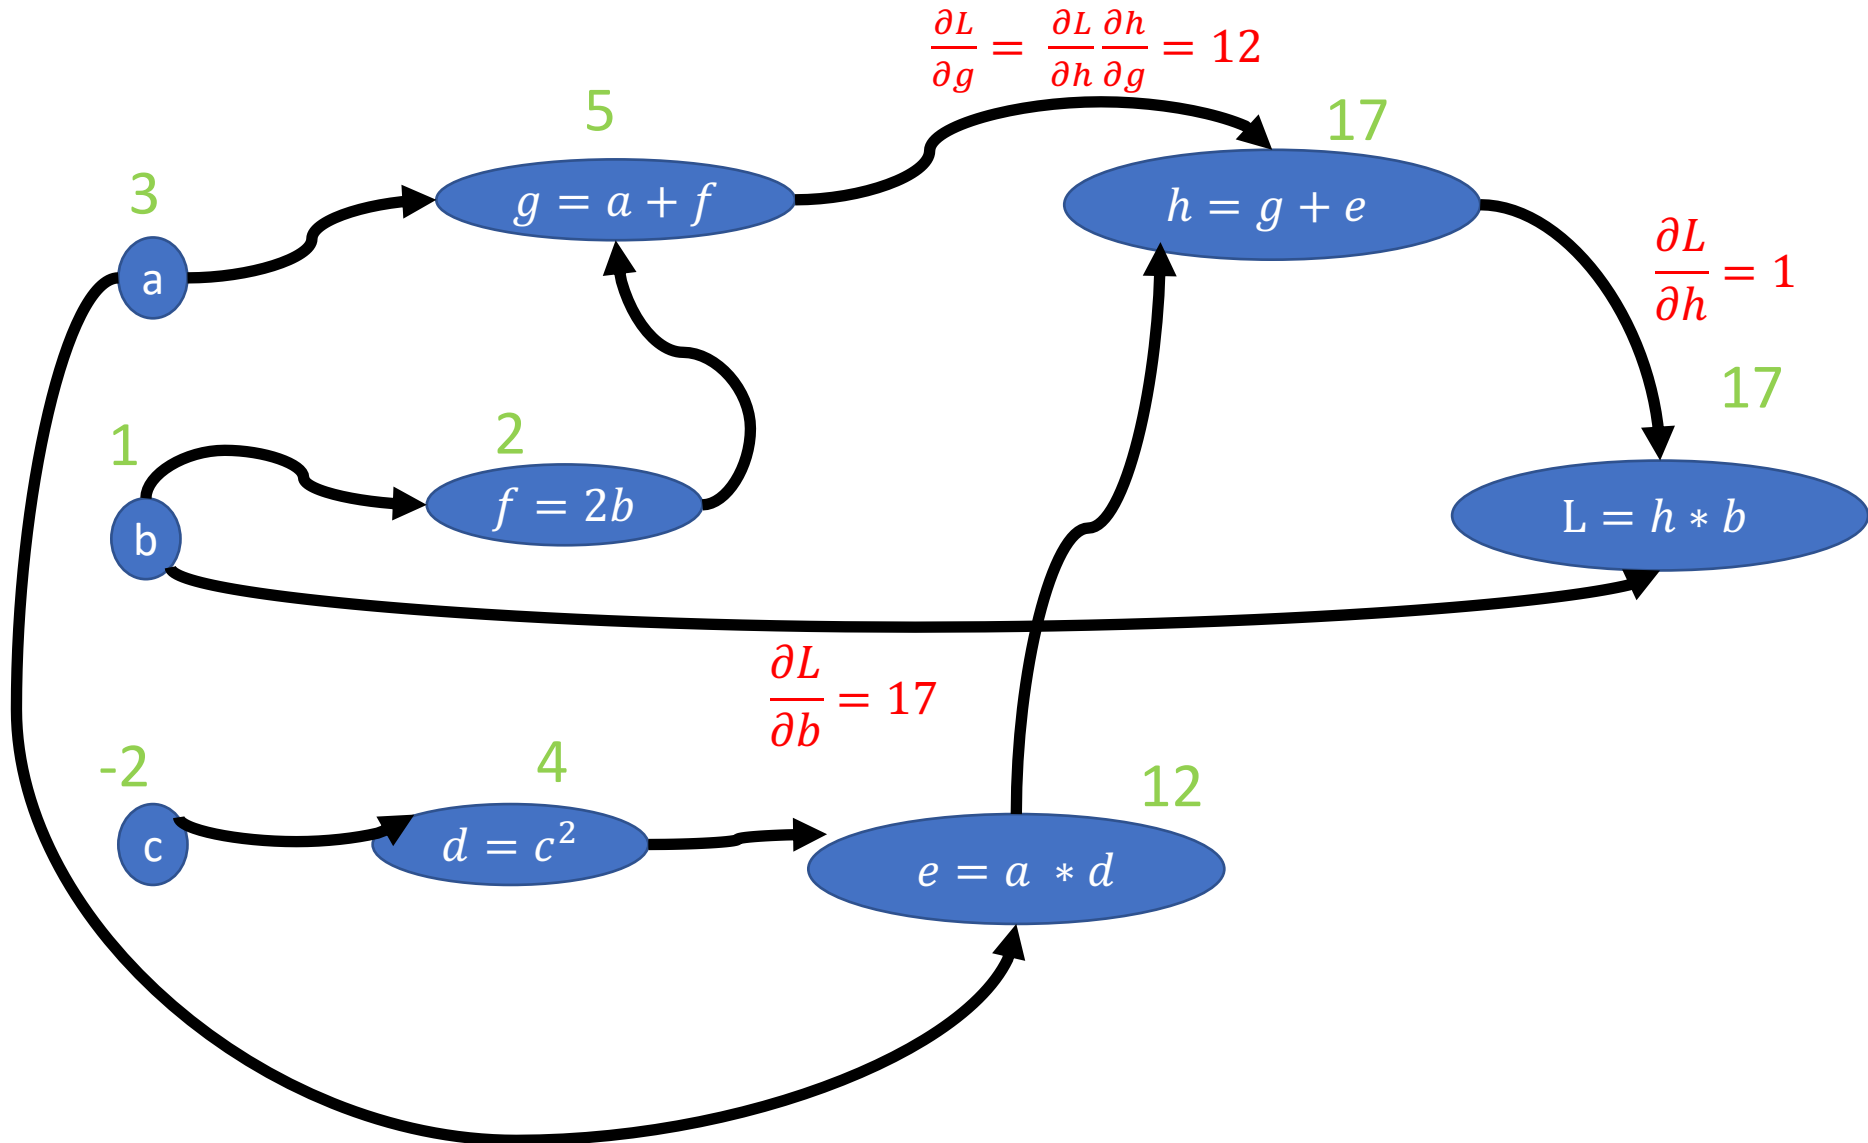 ∂L/∂g = ∂L/∂h ∂h/∂g = 12
5
17
3
g = a + f
h = g + e
a
∂L/∂h = 1
17
1
2
b
f = 2b
L = h ∗ b
∂L/∂b = 17
-2
4
12
c
d = c²
e = a ∗ d